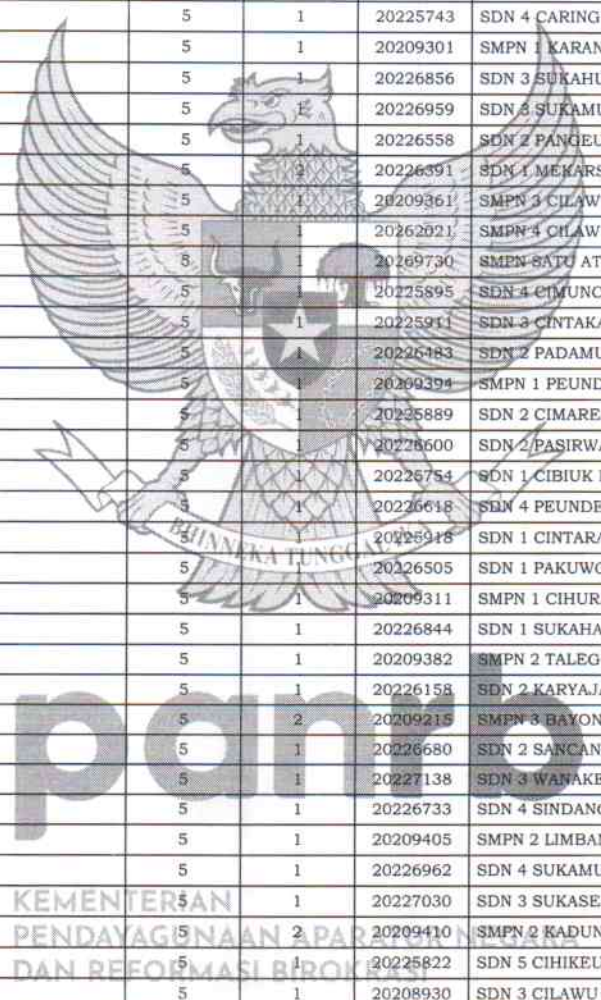 5 1 20225743 SDN 4 CARING
5 1 20209301 SMPN 1 KARAN
5 1 20226856 SDN 3 SUKAHU
5 1 20226959 SDN 3 SUKAMU
5 1 20226558 SDN 2 PANGEU
5 2 20226391 SDN 1 MEKARS
5 1 20209361 SMPN 3 CILAW
5 1 20262021 SMPN 4 CILAW
5 1 20269730 SMPN SATU AT
5 1 20225895 SDN 4 CIMUNC
5 1 20225911 SDN 3 CINTAKA
5 1 20226483 SDN 2 PADAMU
5 1 20209394 SMPN 1 PEUND
5 1 20225889 SDN 2 CIMARE
5 1 20226600 SDN 2 PASIRWA
5 1 20225754 SDN 1 CIBIUK
5 1 20226618 SDN 4 PEUNDE
5 1 20225918 SDN 1 CINTARA
BHINNEKA TUNGGAL IKA
5 1 20226505 SDN 1 PAKUWO
5 1 20209311 SMPN 1 CIHUR
5 1 20226844 SDN 1 SUKAHA
5 1 20209382 SMPN 2 TALEG
5 1 20226158 SDN 2 KARYAJA
5 2 20209215 SMPN 3 BAYON
5 1 20226680 SDN 2 SANCAN
panrb
5 1 20227138 SDN 3 WANAKE
5 1 20226733 SDN 4 SINDANG
5 1 20209405 SMPN 2 LIMBAN
5 1 20226962 SDN 4 SUKAMU
5 1 20227030 SDN 3 SUKASE
KEMENTERIAN
5 2 20209410 SMPN 2 KADUN
PENDAYAGUNAAN APARATUR NEGARA
5 1 20225822 SDN 5 CIHIKEU
DAN REFORMASI BIROKRASI
5 1 20208930 SDN 3 CILAWU